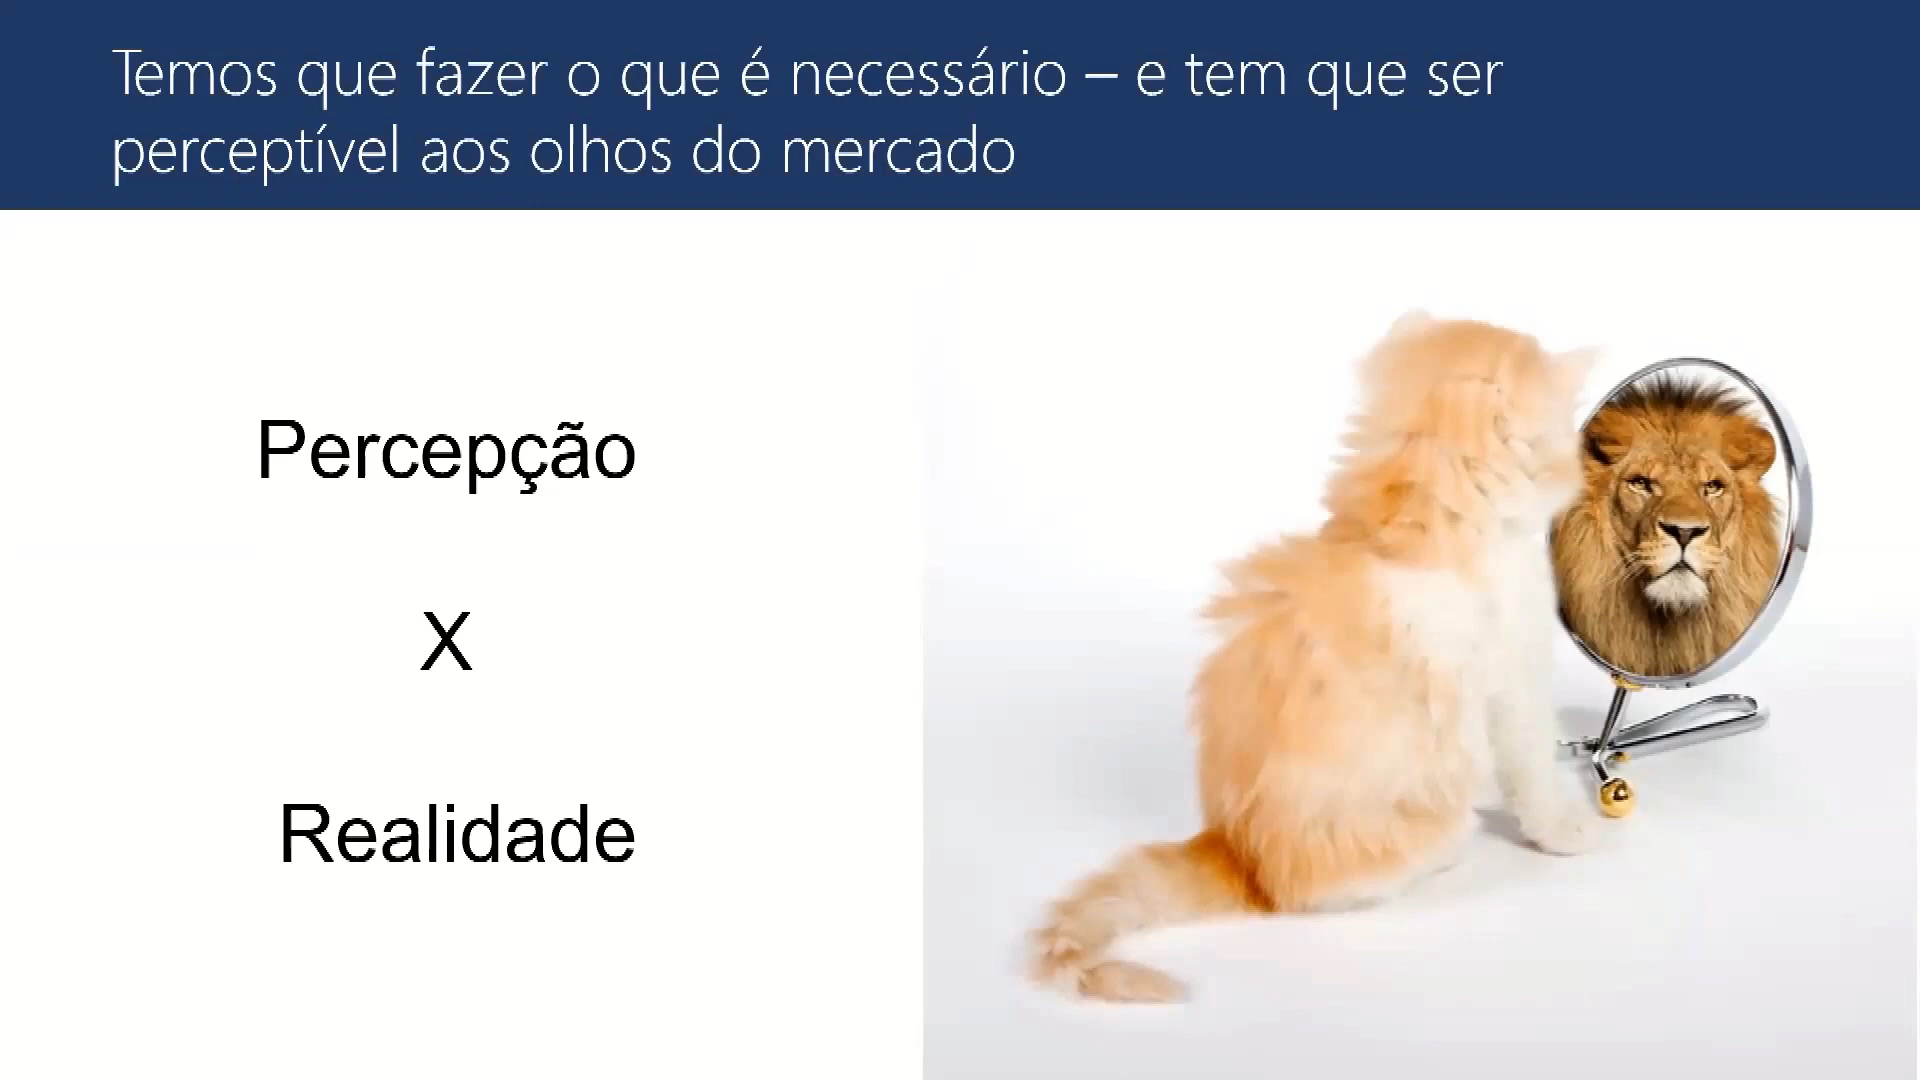 Temos que fazer o que é necessário – e tem que ser
perceptível aos olhos do mercado
Percepção
X
Realidade